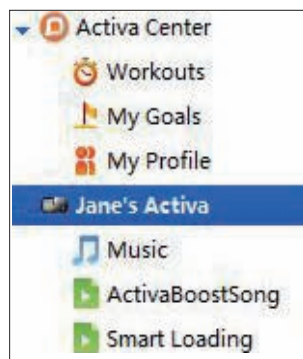 Activa Center
Workouts
My Goals
My Profile
Jane's Activa
Music
ActivaBoostSong
Smart Loading